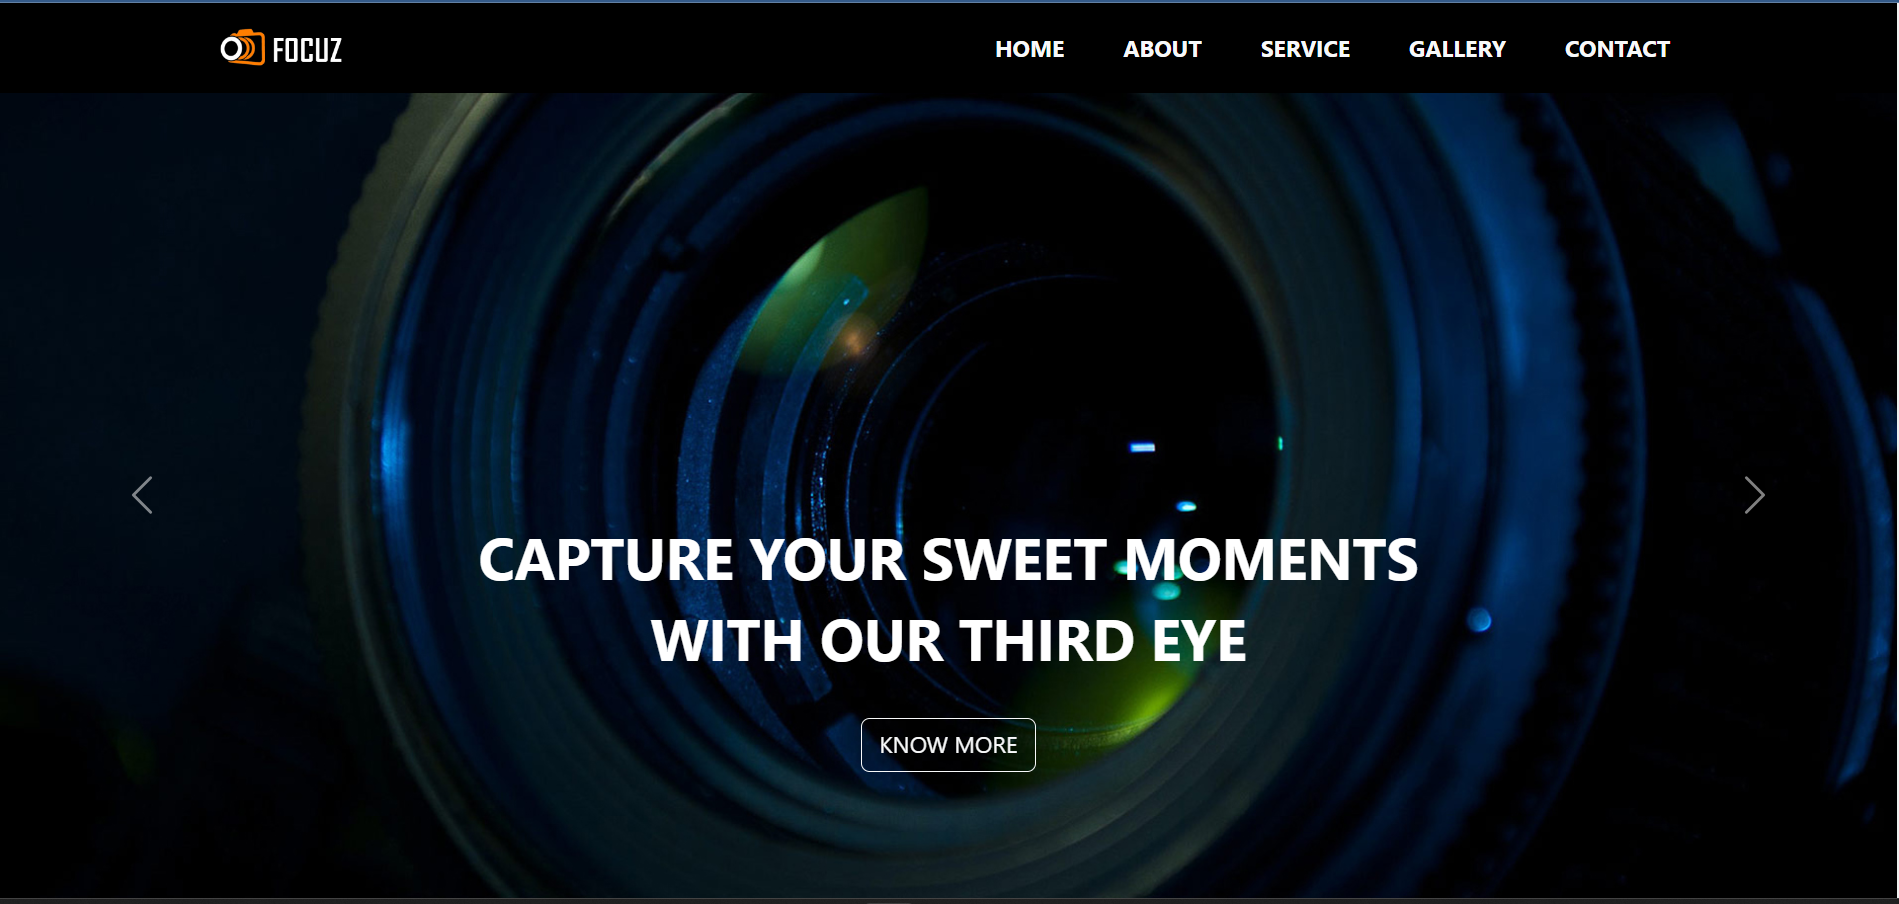 FOCUZ
HOME ABOUT SERVICE GALLERY CONTACT
CAPTURE YOUR SWEET MOMENTS
WITH OUR THIRD EYE
KNOW MORE